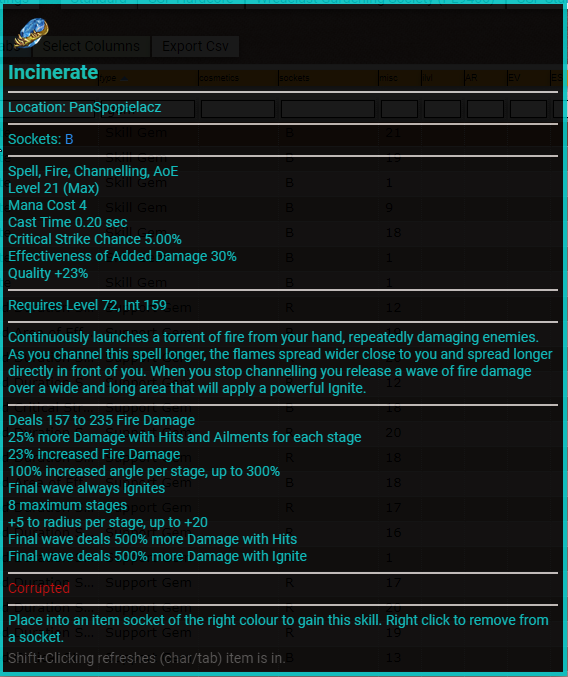 Select Columns
Export Csv
Incinerate
type
cosmetics
sockets
misc
lvl
AR
EV
ES
Location: PanSpopielacz
Sockets: B
Spell, Fire, Channelling, AoE
Level 21 (Max)
Mana Cost 4
Cast Time 0.20 sec
Critical Strike Chance 5.00%
Effectiveness of Added Damage 30%
Quality +23%
Requires Level 72, Int 159
Continuously launches a torrent of fire from your hand, repeatedly damaging enemies.
As you channel this spell longer, the flames spread wider close to you and spread longer
directly in front of you. When you stop channelling you release a wave of fire damage
over a wide and long area that will apply a powerful Ignite.
Deals 157 to 235 Fire Damage
25% more Damage with Hits and Ailments for each stage
23% increased Fire Damage
100% increased angle per stage, up to 300%
Final wave always Ignites
8 maximum stages
+5 to radius per stage, up to +20
Final wave deals 500% more Damage with Hits
Final wave deals 500% more Damage with Ignite
Corrupted
Place into an item socket of the right colour to gain this skill. Right click to remove from
a socket.
Shift+Clicking refreshes (char/tab) item is in.